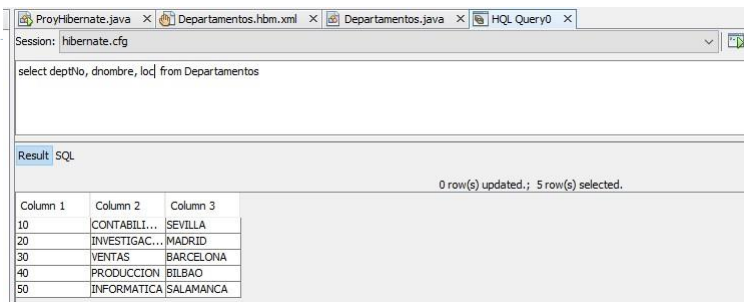 ProyHibernate.java Departamentos.hbm.xml Departamentos.java HQL Query0
Session: hibernate.cfg
select deptNo, dnombre, loc from Departamentos
Result SQL
0 row(s) updated.; 5 row(s) selected.
Column 1 Column 2 Column 3
10 CONTABILI... SEVILLA
20 INVESTIGAC... MADRID
30 VENTAS BARCELONA
40 PRODUCCION BILBAO
50 INFORMATICA SALAMANCA